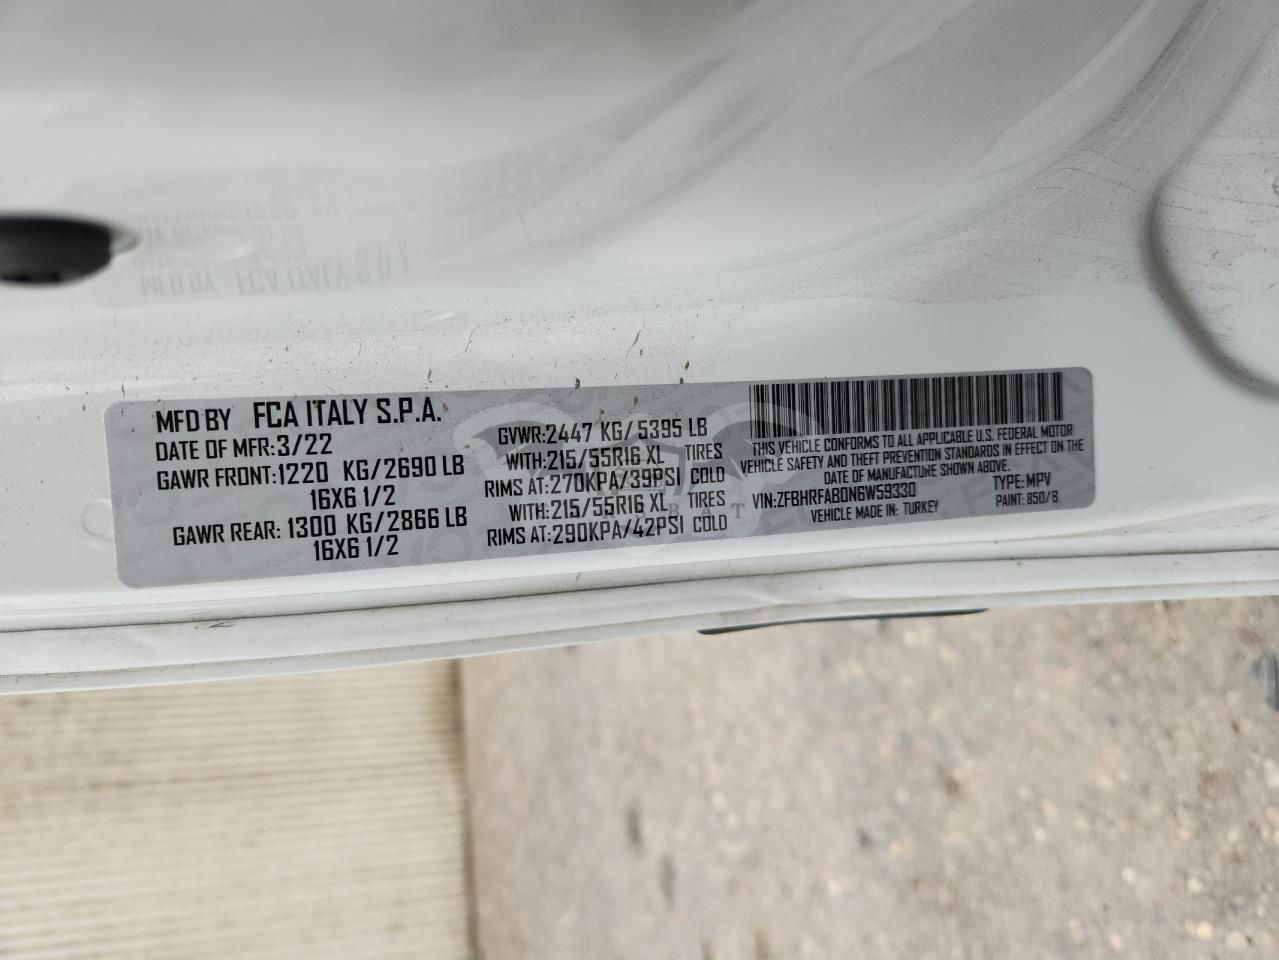 MFD BY FCA ITALY S.P.A.
DATE OF MFR:3/22
GAWR FRONT:1220 KG/2690 LB
16X6 1/2
GAWR REAR: 1300 KG/2866 LB
16X6 1/2
GVWR:2447 KG/5395 LB
WITH:215/55R16 XL TIRES
RIMS AT:270KPA/39PSI COLD
WITH:215/55R16 XL TIRES
RIMS AT:290KPA/42PSI COLD
THIS VEHICLE CONFORMS TO ALL APPLICABLE U.S. FEDERAL MOTOR
VEHICLE SAFETY AND THEFT PREVENTION STANDARDS IN EFFECT ON THE
DATE OF MANUFACTURE SHOWN ABOVE.
VIN:ZFBHRFAB0N6W59330 TYPE: MPV
VEHICLE MADE IN: TURKEY PAINT: 850/B